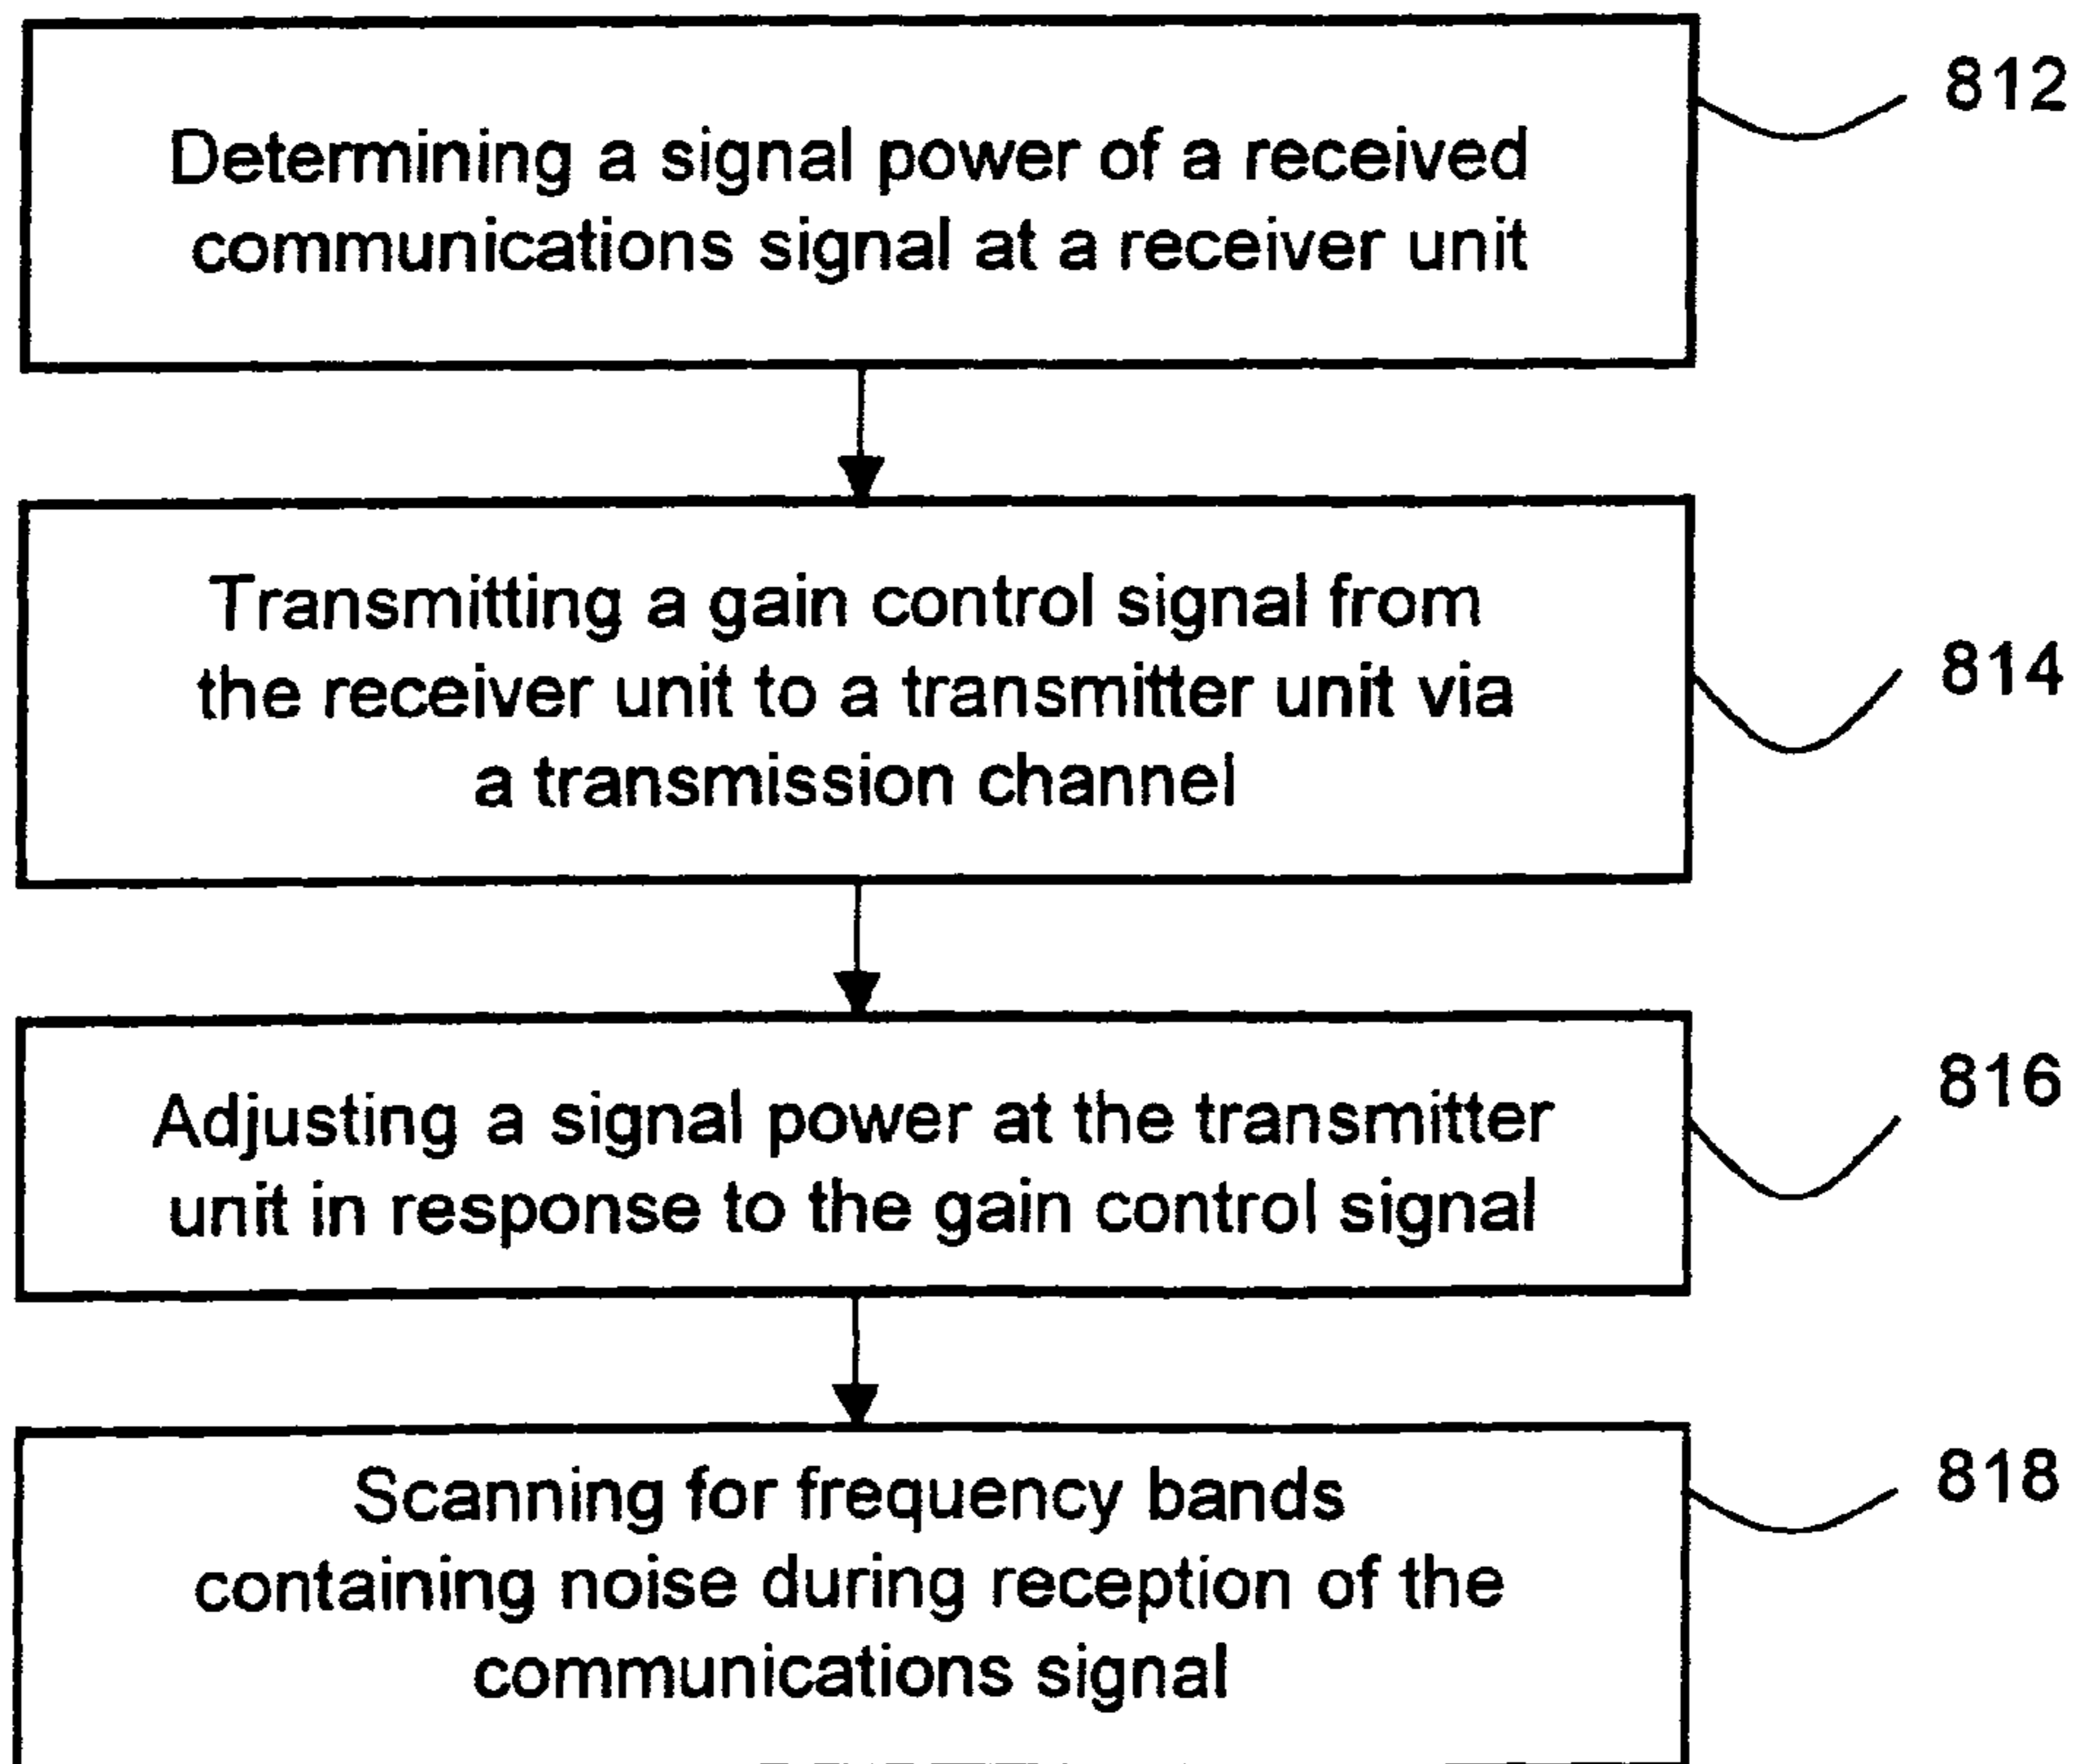 812
Determining a signal power of a received
communications signal at a receiver unit
Transmitting a gain control signal from
the receiver unit to a transmitter unit via
a transmission channel
814
816
Adjusting a signal power at the transmitter
unit in response to the gain control signal
818
Scanning for frequency bands
containing noise during reception of the
communications signal